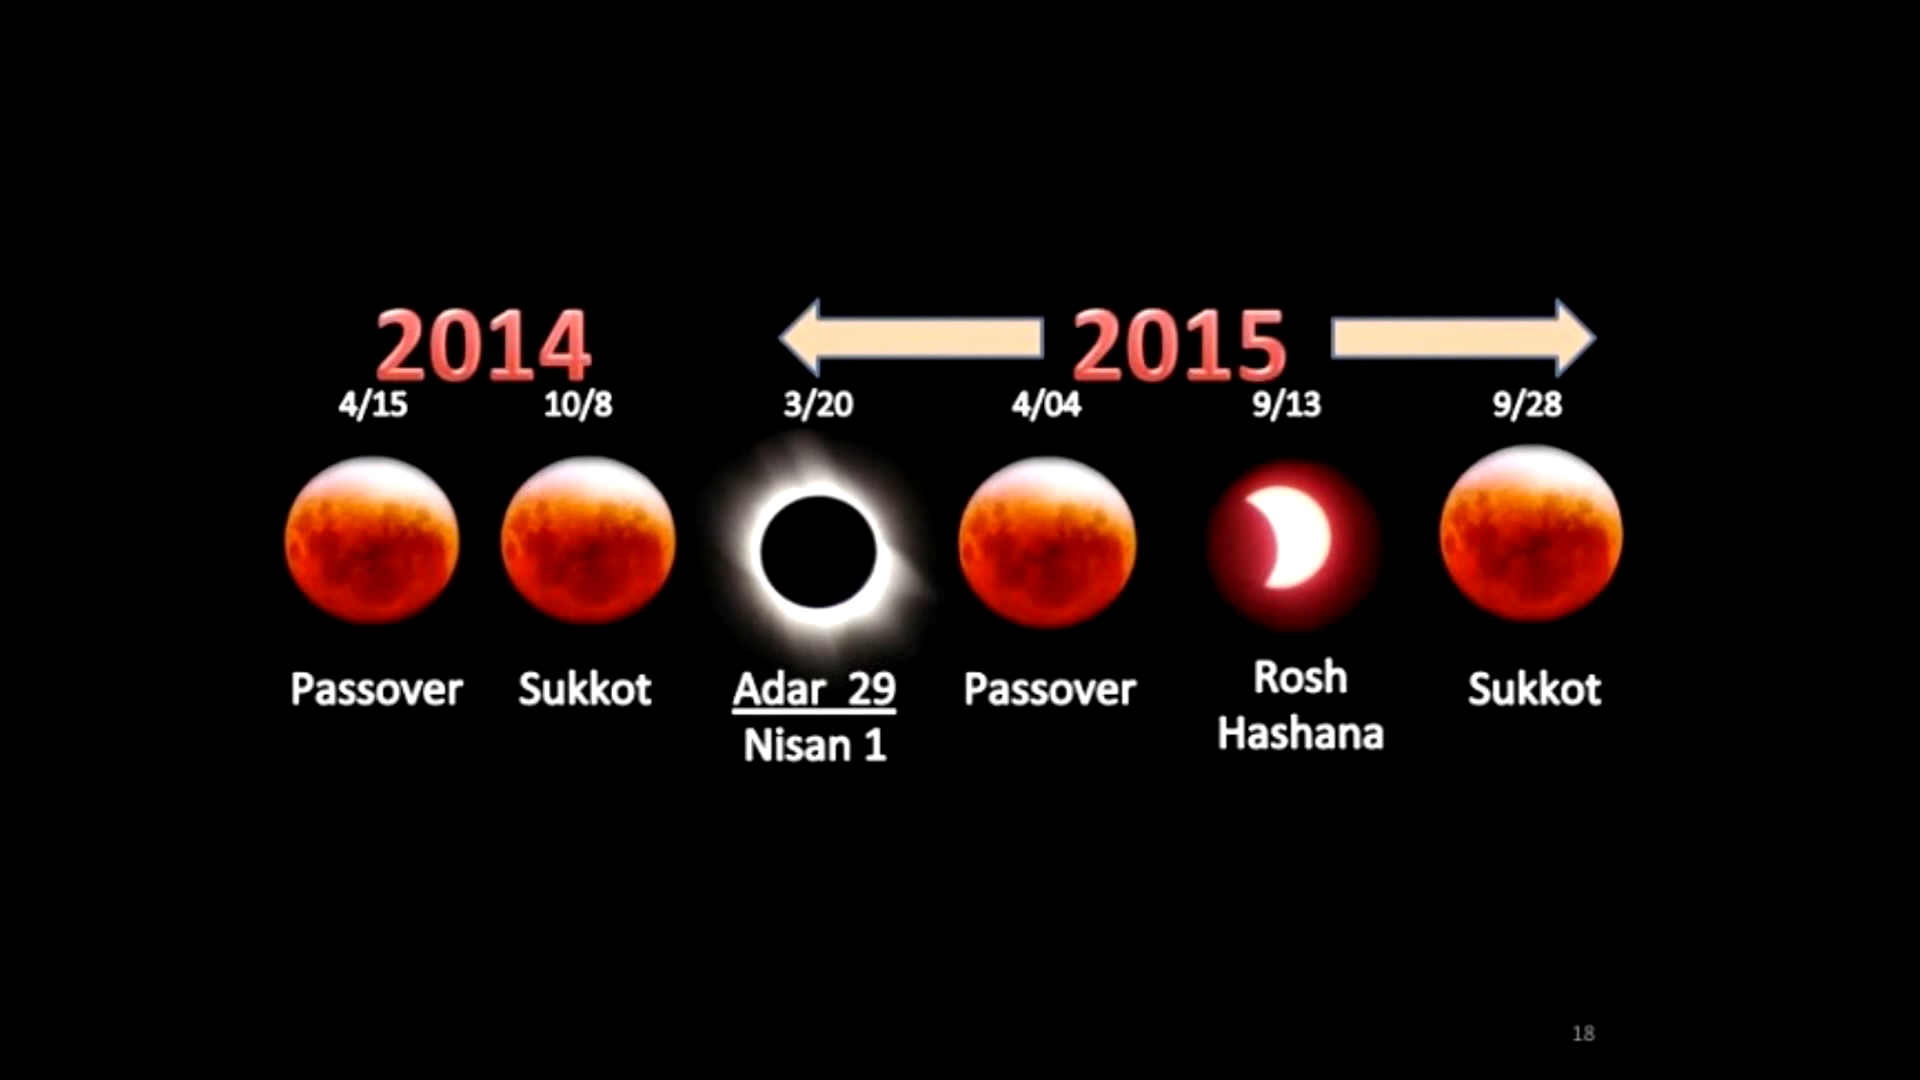 2014
2015
4/15
10/8
3/20
4/04
9/13
9/28
Passover
Sukkot
Adar 29
Nisan 1
Passover
Rosh
Hashana
Sukkot
18